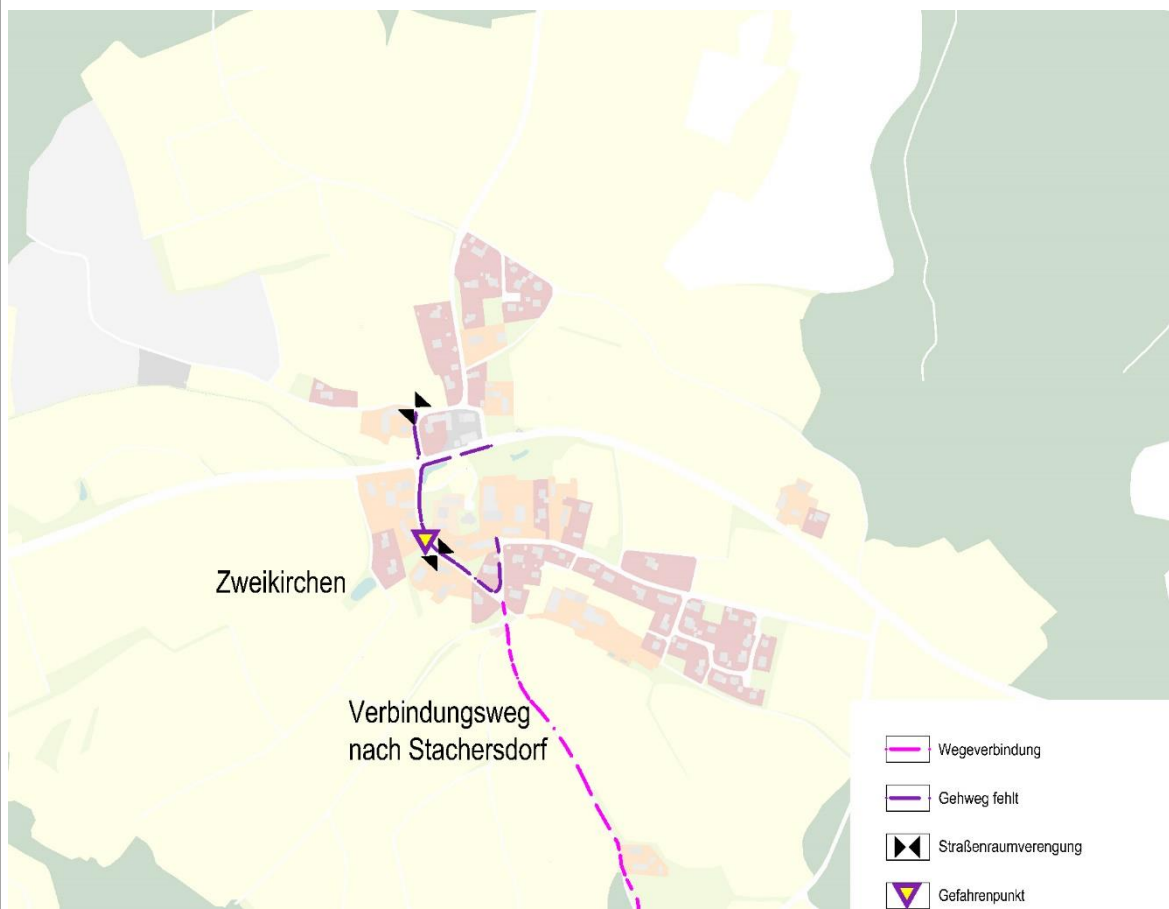 Zweikirchen
Verbindungsweg
nach Stachersdorf
Wegeverbindung
Gehweg fehlt
Straßenraumverengung
Gefahrenpunkt